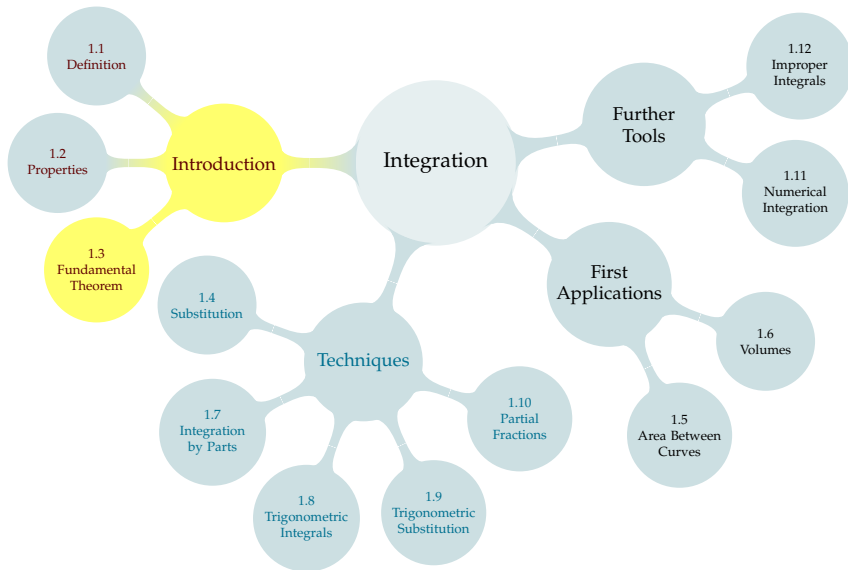 1.1
Definition
1.2
Properties
1.3
Fundamental
Theorem
Introduction
Integration
Further
Tools
1.12
Improper
Integrals
1.11
Numerical
Integration
First
Applications
1.6
Volumes
1.5
Area Between
Curves
Techniques
1.4
Substitution
1.7
Integration
by Parts
1.8
Trigonometric
Integrals
1.9
Trigonometric
Substitution
1.10
Partial
Fractions